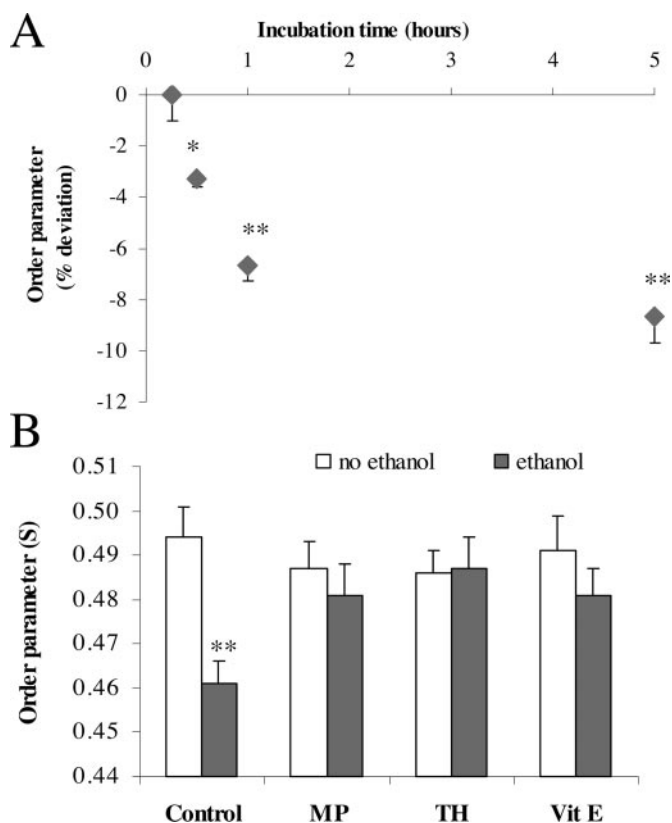 A
Incubation time (hours)
0 1 2 3 4 5
0
-2
-4
-6
-8
-10
-12
Order parameter
(% deviation)
*
**
**
B
no ethanol ethanol
0.51
0.50
0.49
0.48
0.47
0.46
0.45
0.44
Order parameter (S)
**
Control MP TH Vit E